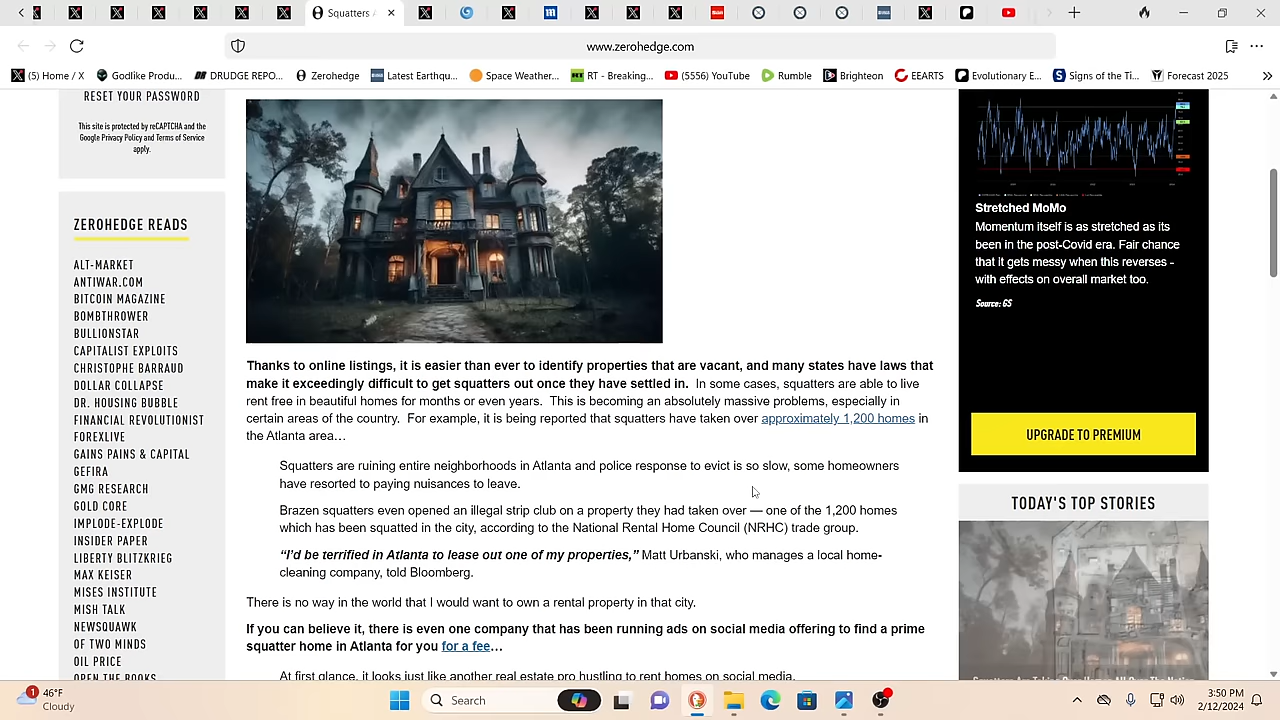 Squatters /
www.zerohedge.com
(5) Home / X
Godlike Produ...
DRUDGE REPO...
Zerohedge
Latest Earthqu...
Space Weather...
RT - Breaking...
(5556) YouTube
Rumble
Brighteon
EEARTS
Evolutionary E...
Signs of the Ti...
Forecast 2025
RESET YOUR PASSWORD
This site is protected by reCAPTCHA and the
Google Privacy Policy and Terms of Service
apply.
ZEROHEDGE READS
ALT-MARKET
ANTIWAR.COM
BITCOIN MAGAZINE
BOMBTHROWER
BULLIONSTAR
CAPITALIST EXPLOITS
CHRISTOPHE BARRAUD
DOLLAR COLLAPSE
DR. HOUSING BUBBLE
FINANCIAL REVOLUTIONIST
FOREXLIVE
GAINS PAINS & CAPITAL
GEFIRA
GMG RESEARCH
GOLD CORE
IMPLODE-EXPLODE
INSIDER PAPER
LIBERTY BLITZKRIEG
MAX KEISER
MISES INSTITUTE
MISH TALK
NEWSQUAWK
OF TWO MINDS
OIL PRICE
OPEN THE BOOKS
Thanks to online listings, it is easier than ever to identify properties that are vacant, and many states have laws that
make it exceedingly difficult to get squatters out once they have settled in.  In some cases, squatters are able to live
rent free in beautiful homes for months or even years.  This is becoming an absolutely massive problems, especially in
certain areas of the country.  For example, it is being reported that squatters have taken over approximately 1,200 homes in
the Atlanta area…
Squatters are ruining entire neighborhoods in Atlanta and police response to evict is so slow, some homeowners
have resorted to paying nuisances to leave.
Brazen squatters even opened an illegal strip club on a property they had taken over — one of the 1,200 homes
which has been squatted in the city, according to the National Rental Home Council (NRHC) trade group.
“I’d be terrified in Atlanta to lease out one of my properties,” Matt Urbanski, who manages a local home-
cleaning company, told Bloomberg.
There is no way in the world that I would want to own a rental property in that city.
If you can believe it, there is even one company that has been running ads on social media offering to find a prime
squatter home in Atlanta for you for a fee…
At first glance, it looks just like another real estate pro hustling to rent homes on social media.
Stretched MoMo
Momentum itself is as stretched as its
been in the post-Covid era. Fair chance
that it gets messy when this reverses -
with effects on overall market too.
Source: GS
UPGRADE TO PREMIUM
TODAY'S TOP STORIES
Squatters Are Taking Over Homes All Over The Nation
1
46°F
Cloudy
Search
3:50 PM
2/12/2024